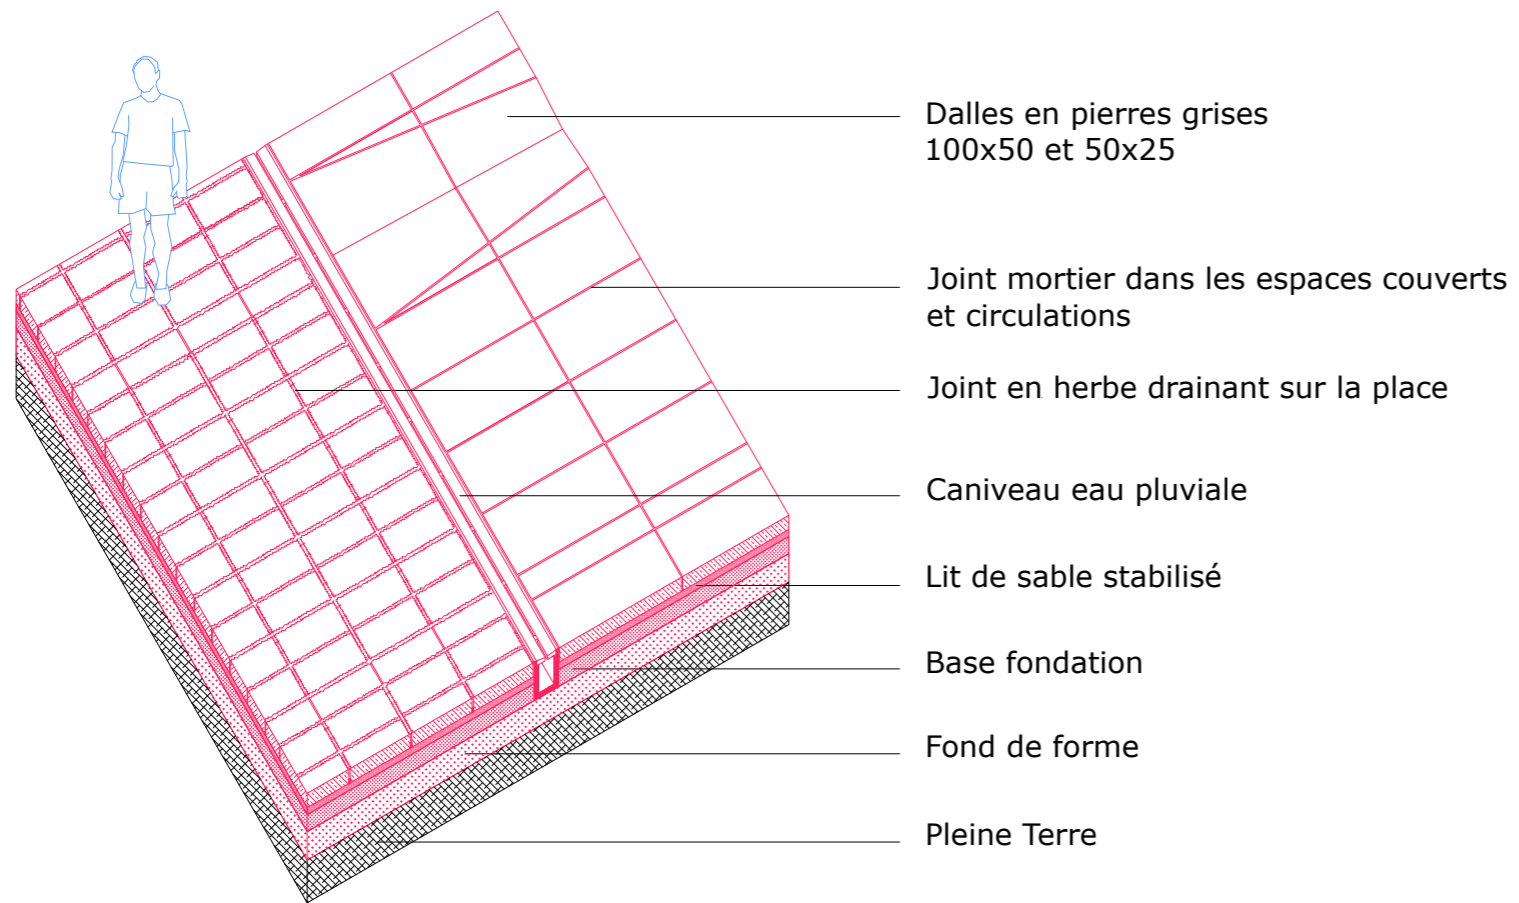 Dalles en pierres grises
100x50 et 50x25
Joint mortier dans les espaces couverts
et circulations
Joint en herbe drainant sur la place
Caniveau eau pluviale
Lit de sable stabilisé
Base fondation
Fond de forme
Pleine Terre